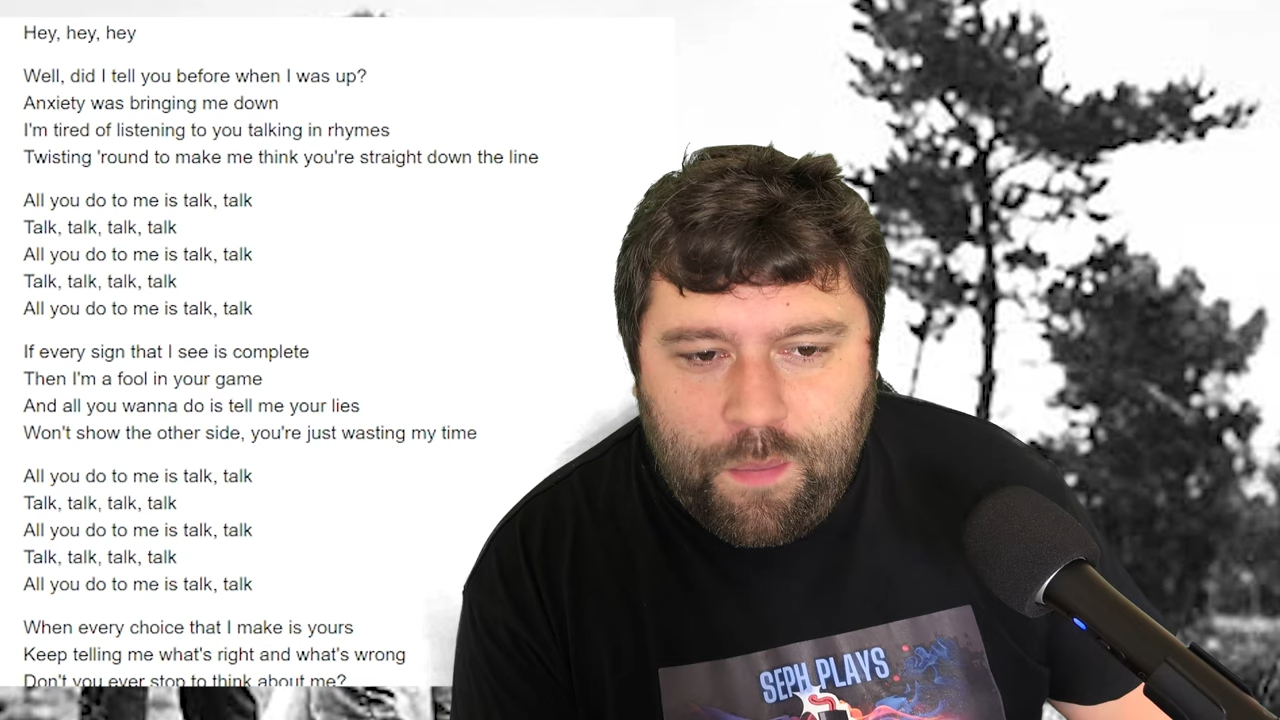 Hey, hey, hey
Well, did I tell you before when I was up?
Anxiety was bringing me down
I'm tired of listening to you talking in rhymes
Twisting 'round to make me think you're straight down the line
All you do to me is talk, talk
Talk, talk, talk, talk
All you do to me is talk, talk
Talk, talk, talk, talk
All you do to me is talk, talk
If every sign that I see is complete
Then I'm a fool in your game
And all you wanna do is tell me your lies
Won't show the other side, you're just wasting my time
All you do to me is talk, talk
Talk, talk, talk, talk
All you do to me is talk, talk
Talk, talk, talk, talk
All you do to me is talk, talk
When every choice that I make is yours
Keep telling me what's right and what's wrong
Don't you ever stop to think about me?
SEPH PLAYS